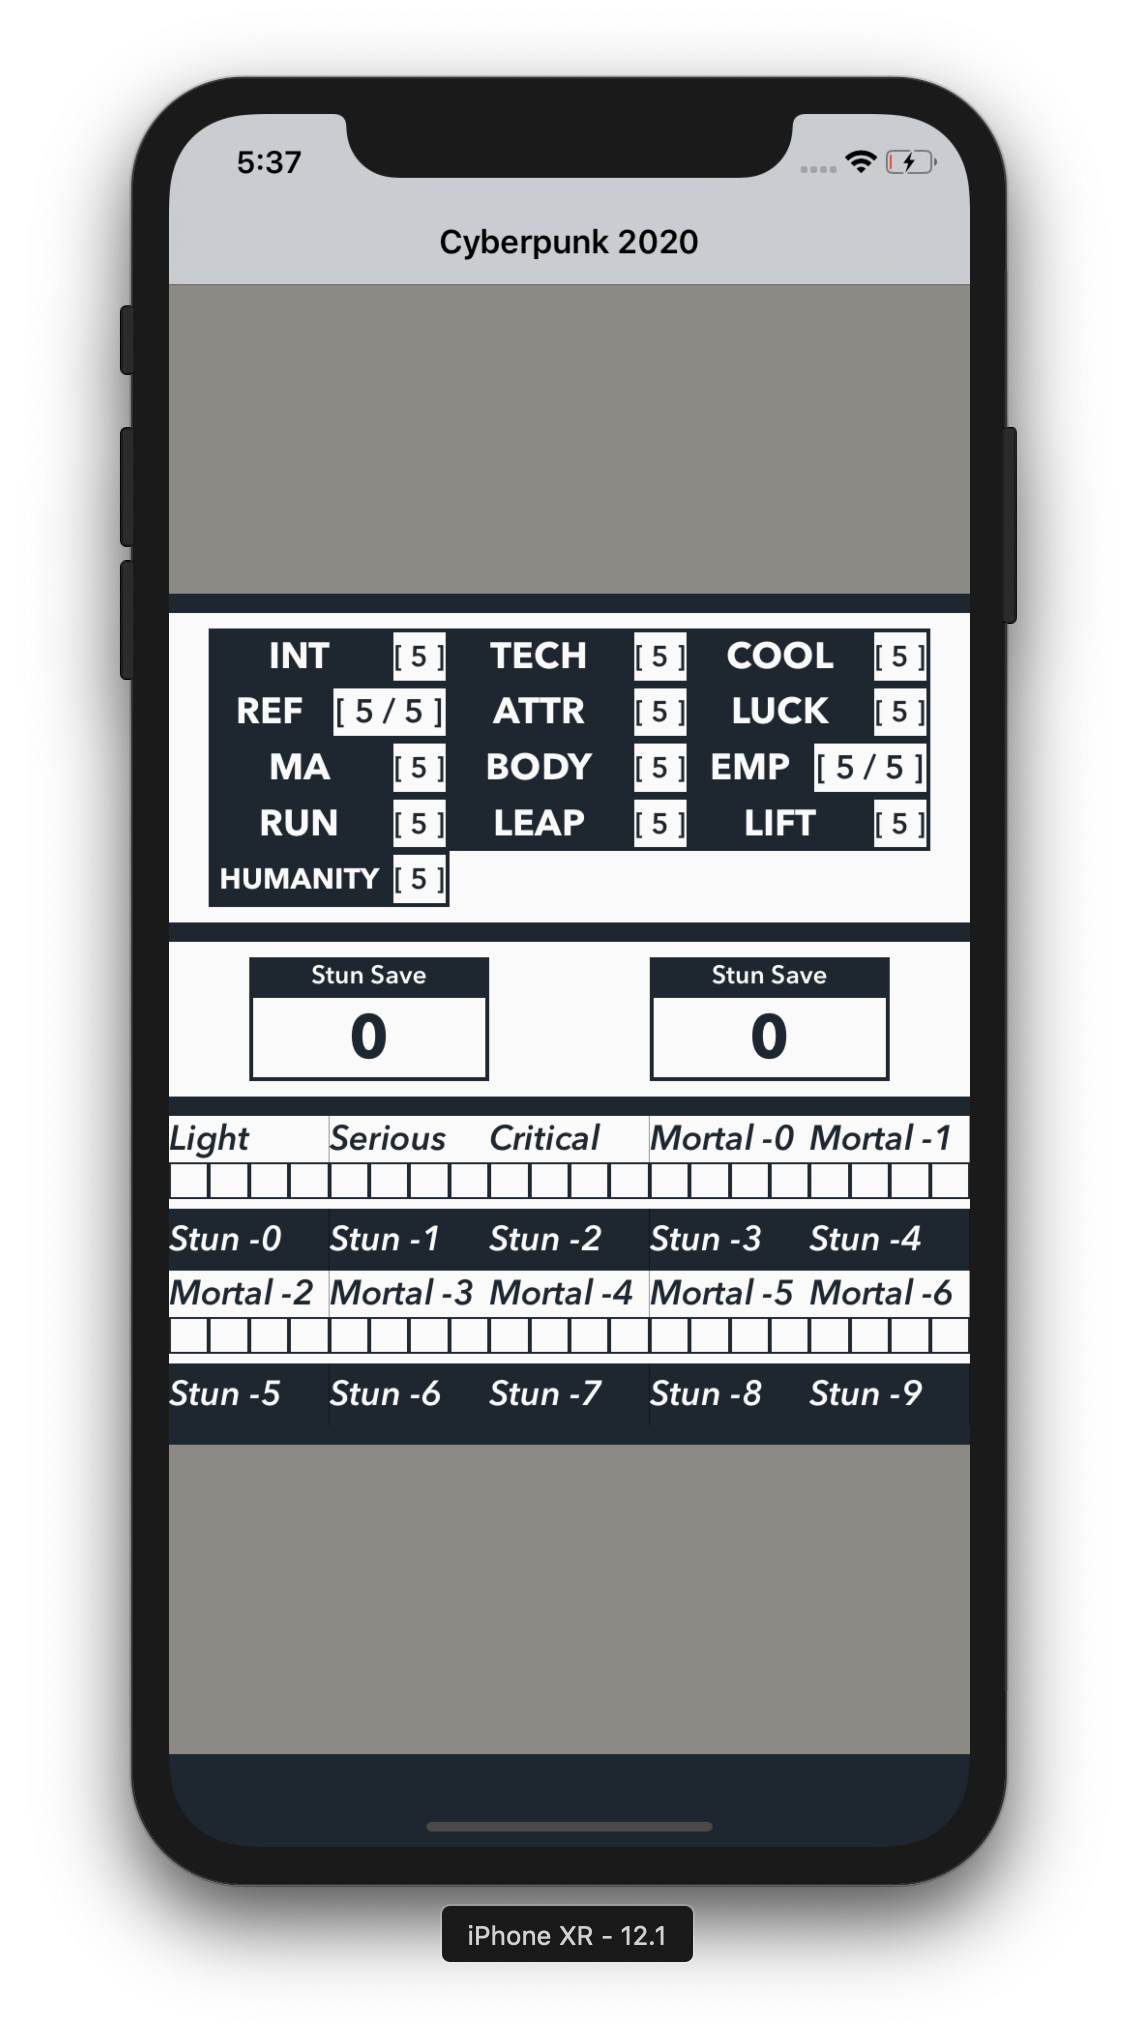 5:37
Cyberpunk 2020
INT [ 5 ] TECH [ 5 ] COOL [ 5 ]
REF [ 5 / 5 ] ATTR [ 5 ] LUCK [ 5 ]
MA [ 5 ] BODY [ 5 ] EMP [ 5 / 5 ]
RUN [ 5 ] LEAP [ 5 ] LIFT [ 5 ]
HUMANITY [ 5 ]
Stun Save Stun Save
0 0
Light Serious Critical Mortal -0 Mortal -1
Stun -0 Stun -1 Stun -2 Stun -3 Stun -4
Mortal -2 Mortal -3 Mortal -4 Mortal -5 Mortal -6
Stun -5 Stun -6 Stun -7 Stun -8 Stun -9
iPhone XR - 12.1